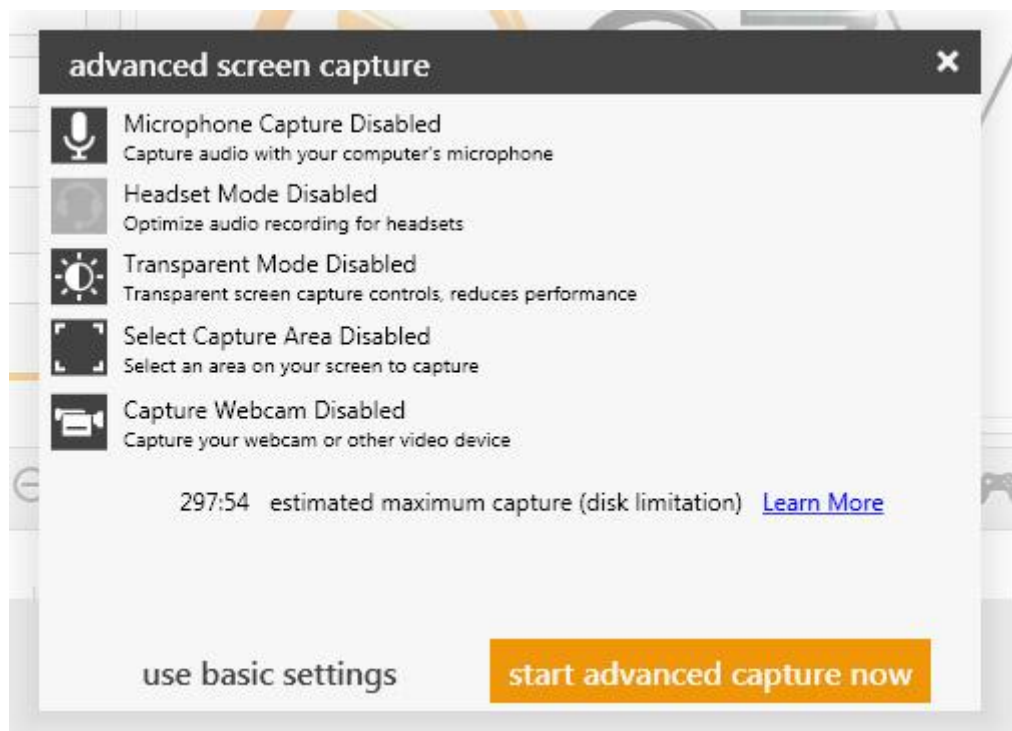 advanced screen capture
Microphone Capture Disabled
Capture audio with your computer's microphone
Headset Mode Disabled
Optimize audio recording for headsets
Transparent Mode Disabled
Transparent screen capture controls, reduces performance
Select Capture Area Disabled
Select an area on your screen to capture
Capture Webcam Disabled
Capture your webcam or other video device
297:54 estimated maximum capture (disk limitation) Learn More
use basic settings
start advanced capture now